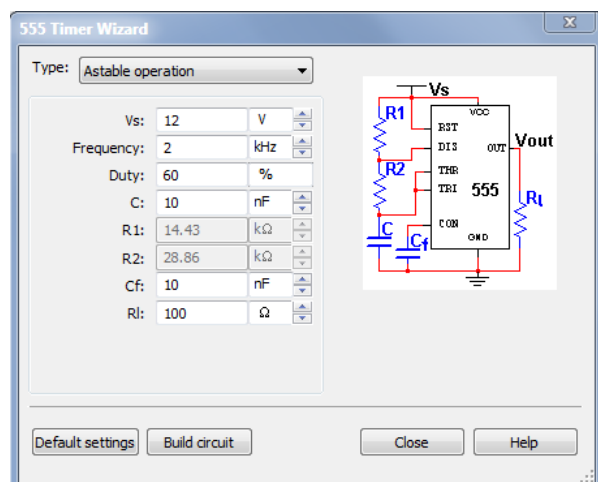 555 Timer Wizard
Type: Astable operation
Vs: 12 V
Frequency: 2 kHz
Duty: 60 %
C: 10 nF
R1: 14.43 kΩ
R2: 28.86 kΩ
Cf: 10 nF
Rl: 100 Ω
Vs
R1
VCC
RST
DIS
OUT
Vout
R2
THR
TRI
555
Rl
CON
C
Cf
GND
Default settings
Build circuit
Close
Help